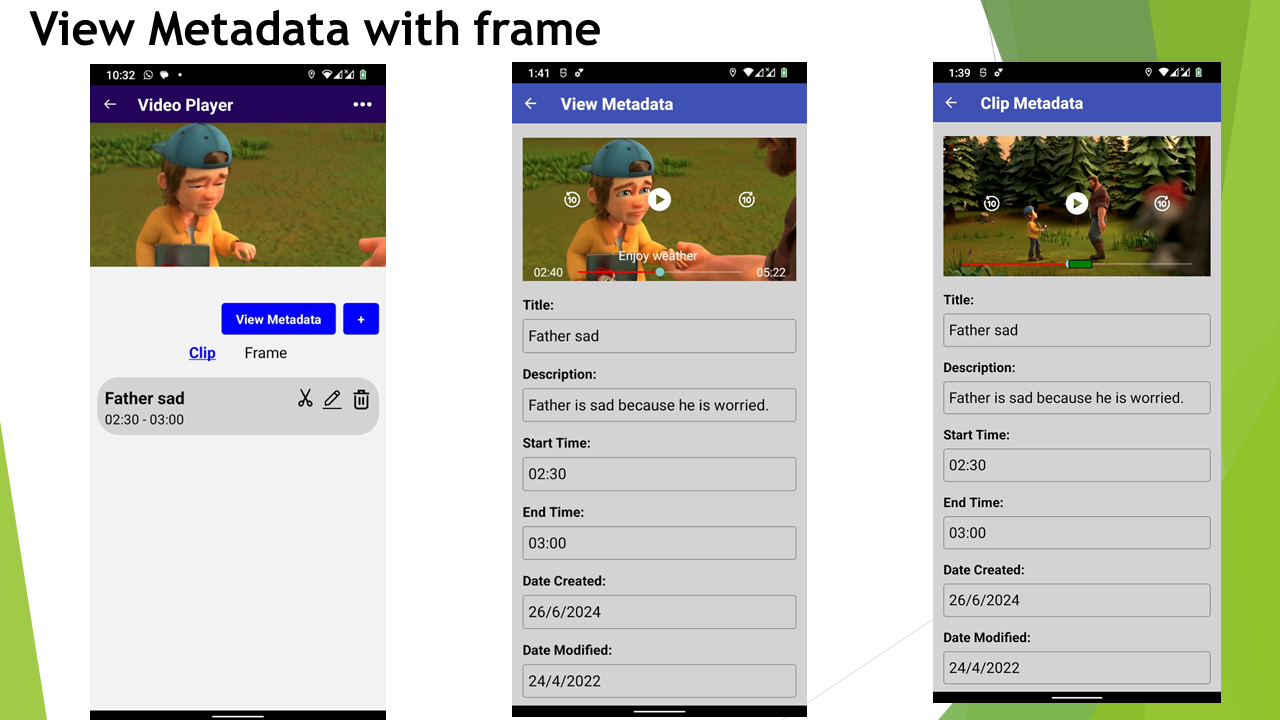 View Metadata with frame
10:32
Video Player
View Metadata
+
Clip
Frame
Father sad
02:30 - 03:00
1:41
View Metadata
10
10
Enjoy weather
02:40
05:22
Title:
Father sad
Description:
Father is sad because he is worried.
Start Time:
02:30
End Time:
03:00
Date Created:
26/6/2024
Date Modified:
24/4/2022
1:39
Clip Metadata
10
10
Title:
Father sad
Description:
Father is sad because he is worried.
Start Time:
02:30
End Time:
03:00
Date Created:
26/6/2024
Date Modified:
24/4/2022